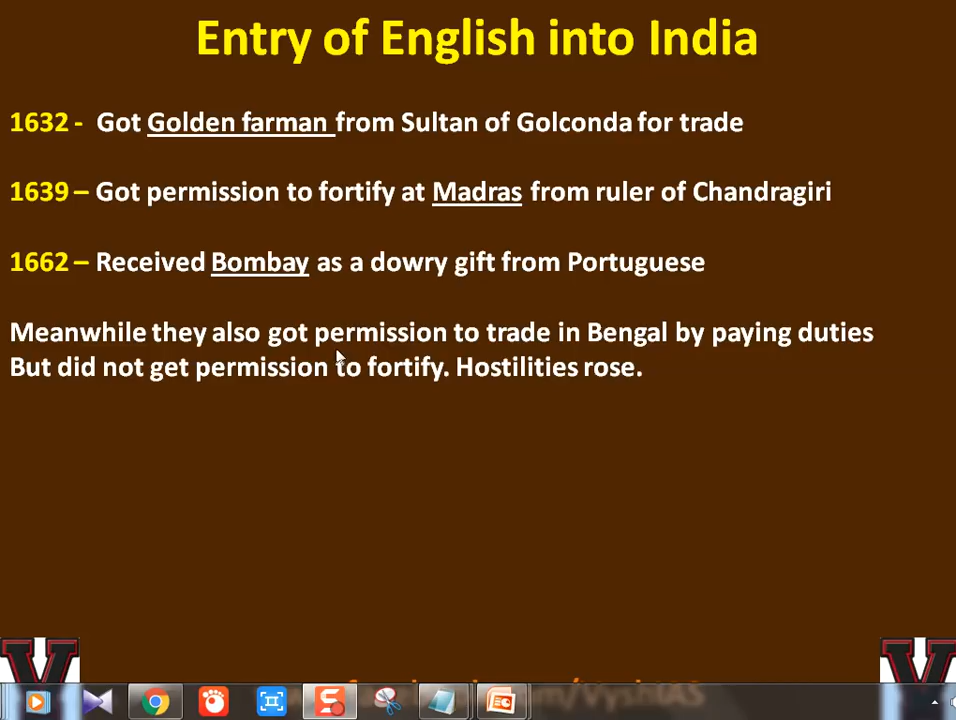 Entry of English into India
1632 - Got Golden farman from Sultan of Golconda for trade
1639 – Got permission to fortify at Madras from ruler of Chandragiri
1662 – Received Bombay as a dowry gift from Portuguese
Meanwhile they also got permission to trade in Bengal by paying duties
But did not get permission to fortify. Hostilities rose.
/VyshIAS